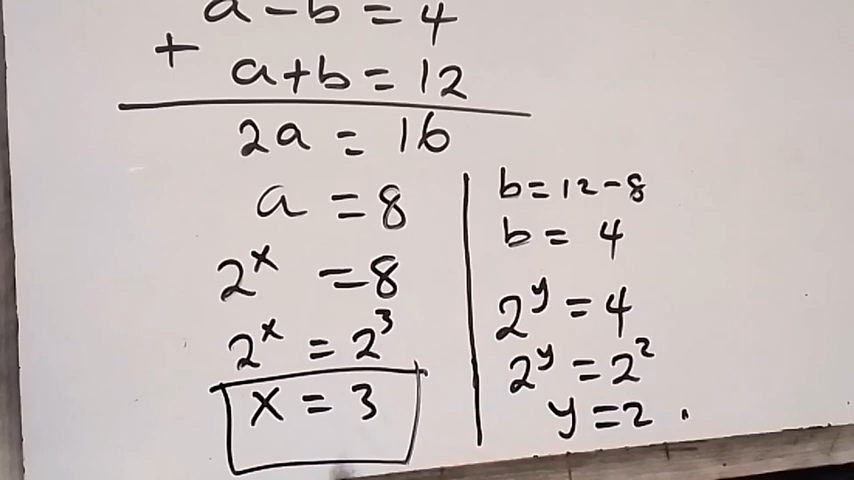 a-b=4
+ a+b=12
2a = 16
a =8
2^x =8
2^x = 2^3
x = 3
b=12-8
b= 4
2^y = 4
2^y = 2^2
y =2 .